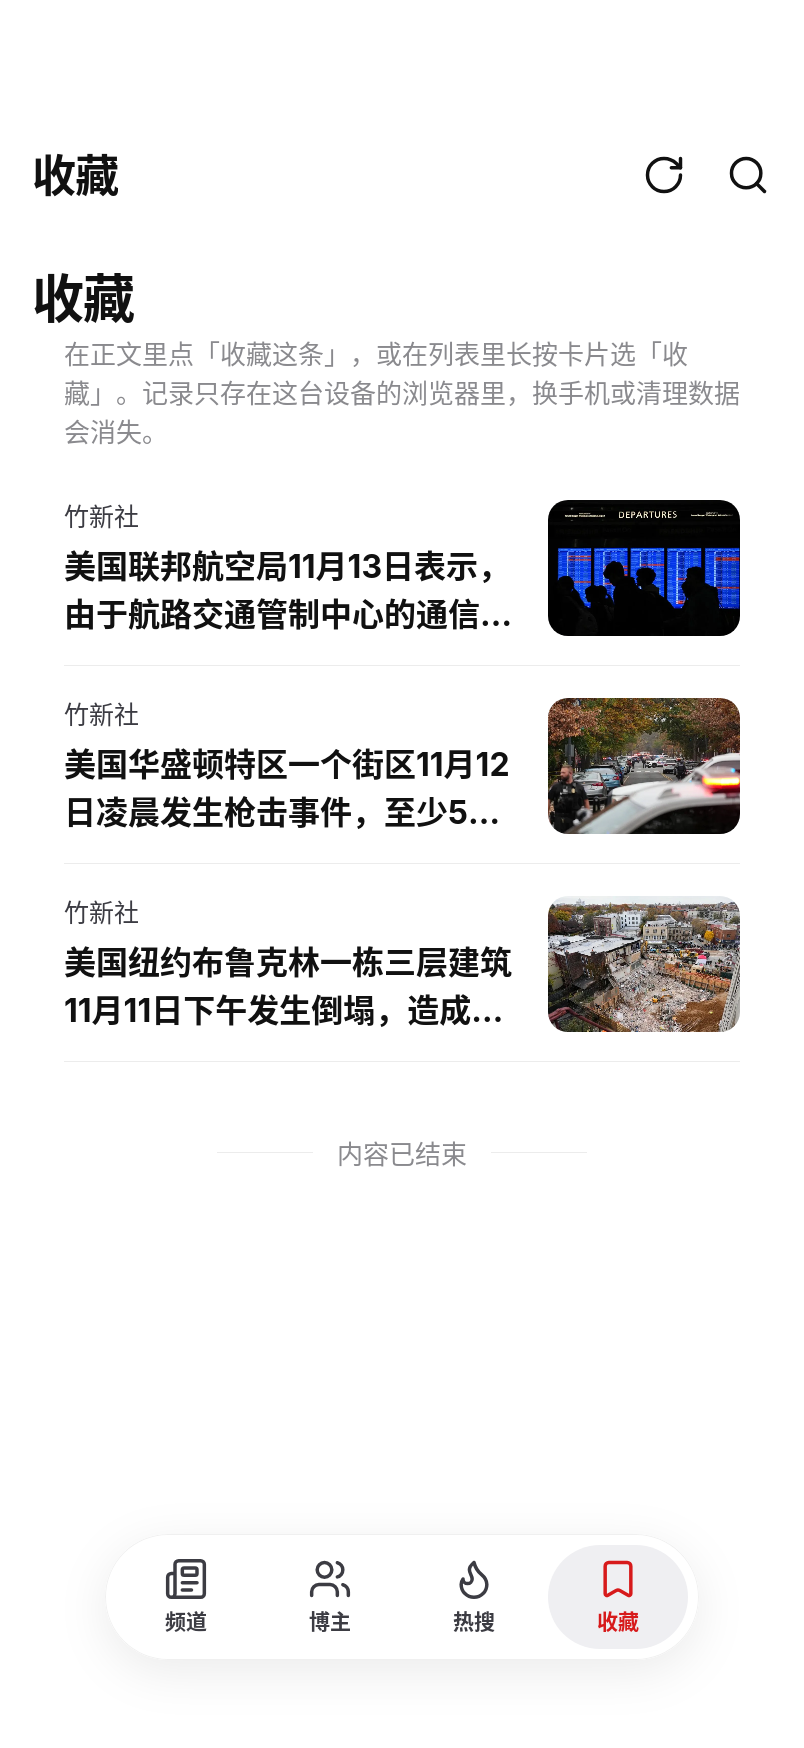 收藏
收藏
在正文里点「收藏这条」，或在列表里长按卡片选「收
藏」。记录只存在这台设备的浏览器里，换手机或清理数据
会消失。
竹新社
美国联邦航空局11月13日表示，
由于航路交通管制中心的通信...
DEPARTURES
竹新社
美国华盛顿特区一个街区11月12
日凌晨发生枪击事件，至少5...
竹新社
美国纽约布鲁克林一栋三层建筑
11月11日下午发生倒塌，造成...
内容已结束
频道
博主
热搜
收藏